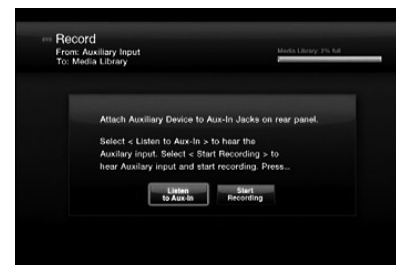 Record
From: Auxiliary Input
To: Media Library
Media Library: 2% full
Attach Auxiliary Device to Aux-In Jacks on rear panel.
Select < Listen to Aux-In > to hear the
Auxilary input. Select < Start Recording > to
hear Auxilary input and start recording. Press...
Listen
to Aux-In
Start
Recording